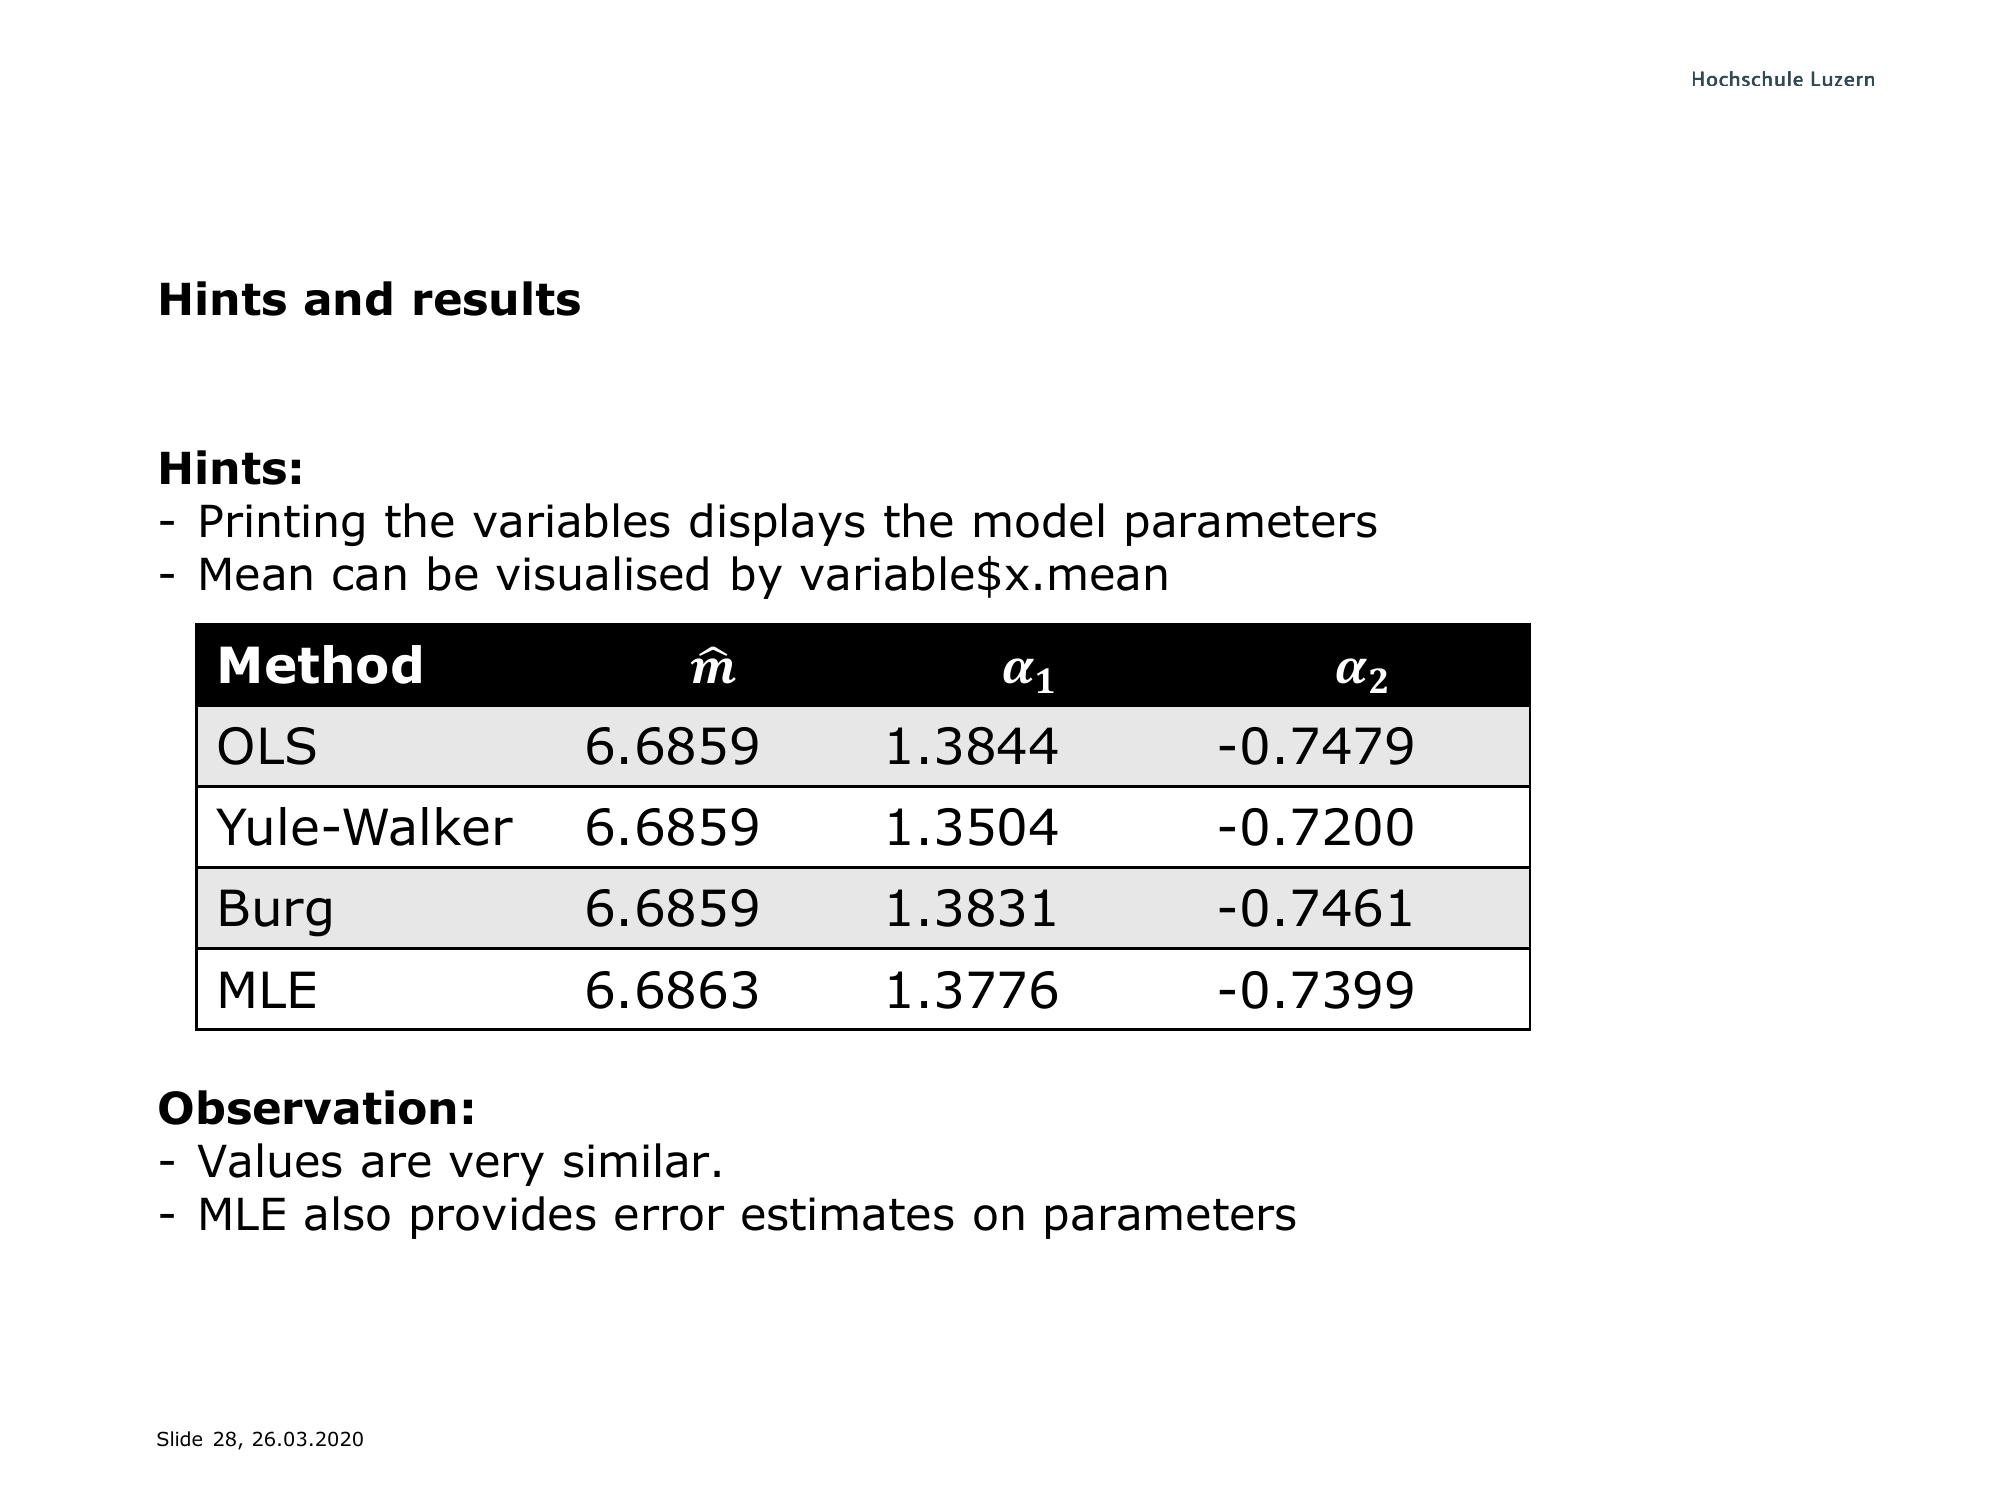 Hochschule Luzern
Hints and results
Hints:
- Printing the variables displays the model parameters
- Mean can be visualised by variable$x.mean
Method m̂ α₁ α₂
OLS 6.6859 1.3844 -0.7479
Yule-Walker 6.6859 1.3504 -0.7200
Burg 6.6859 1.3831 -0.7461
MLE 6.6863 1.3776 -0.7399
Observation:
- Values are very similar.
- MLE also provides error estimates on parameters
Slide 28, 26.03.2020